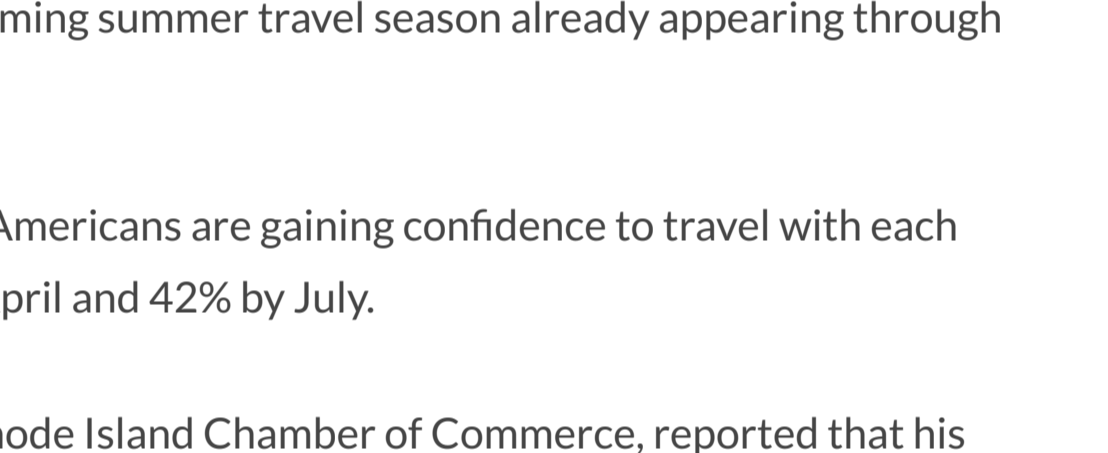 ming summer travel season already appearing through
Americans are gaining confidence to travel with each
pril and 42% by July.
ode Island Chamber of Commerce, reported that his